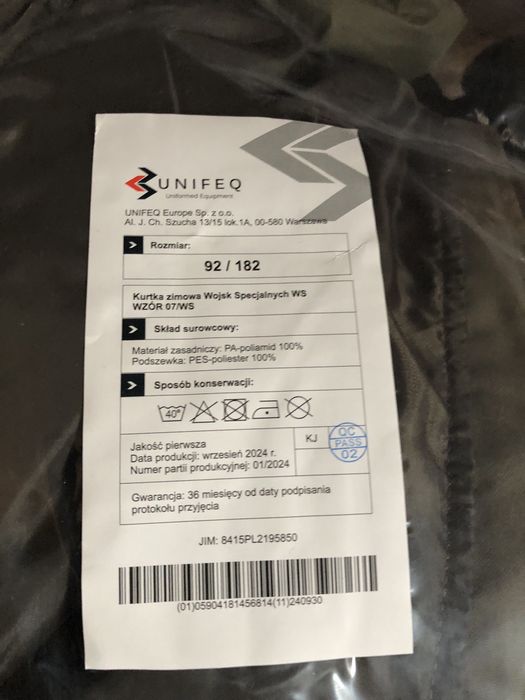 UNIFEQ
Uniformed Equipment
UNIFEQ Europe Sp. z o.o.
Al. J. Ch. Szucha 13/15 lok.1A, 00-580 Warszawa
Rozmiar:
92 / 182
Kurtka zimowa Wojsk Specjalnych WS
WZÓR 07/WS
Skład surowcowy:
Materiał zasadniczy: PA-poliamid 100%
Podszewka: PES-poliester 100%
Sposób konserwacji:
40°
Jakość pierwsza
Data produkcji: wrzesień 2024 r.
Numer partii produkcyjnej: 01/2024
KJ
QC
PASS
02
Gwarancja: 36 miesięcy od daty podpisania
protokołu przyjęcia
JIM: 8415PL2195850
(01)05904181456814(11)240930